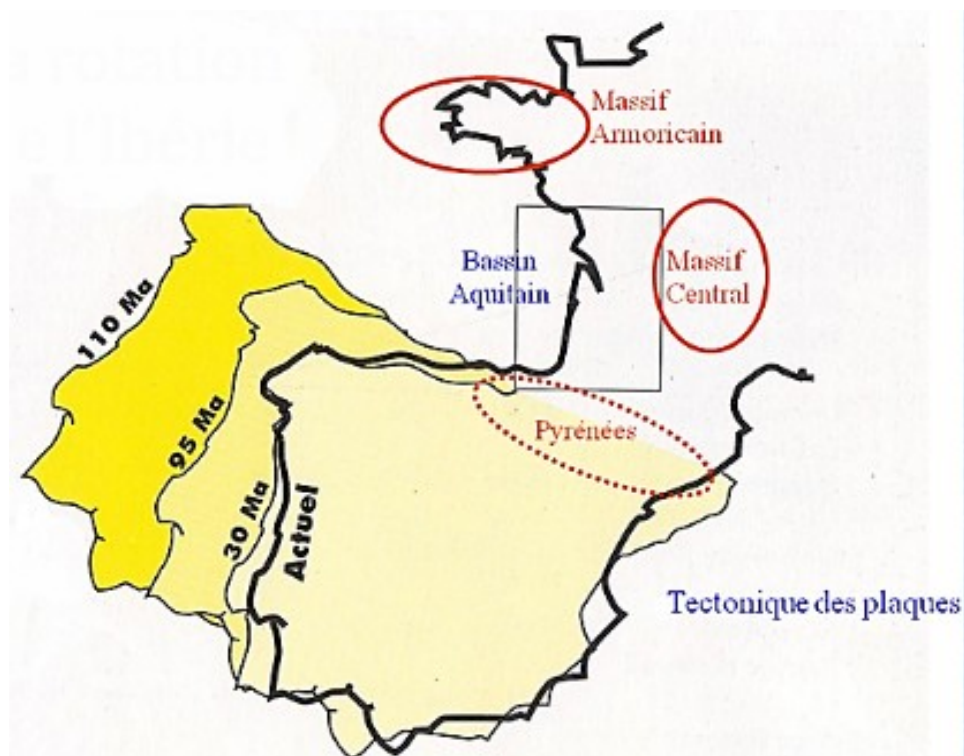 Massif
Armoricain
Bassin
Aquitain
Massif
Central
110 Ma
95 Ma
30 Ma
Actuel
Pyrénées
Tectonique des plaques